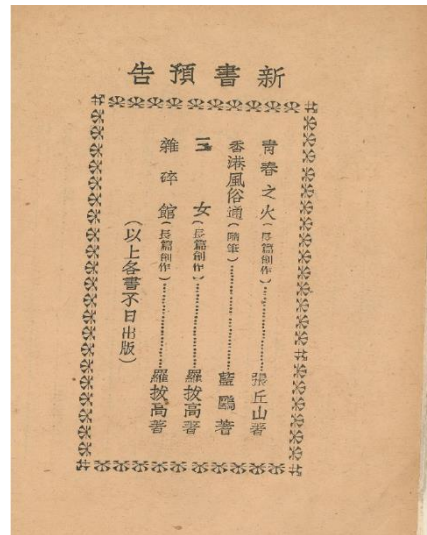 新書預告
青春之火（長篇創作）…………張丘山著
香港風俗通（隨筆）…………藍鷗著
三女（長篇創作）…………羅拔高著
雜碎館（長篇創作）…………羅拔高著
（以上各書不日出版）